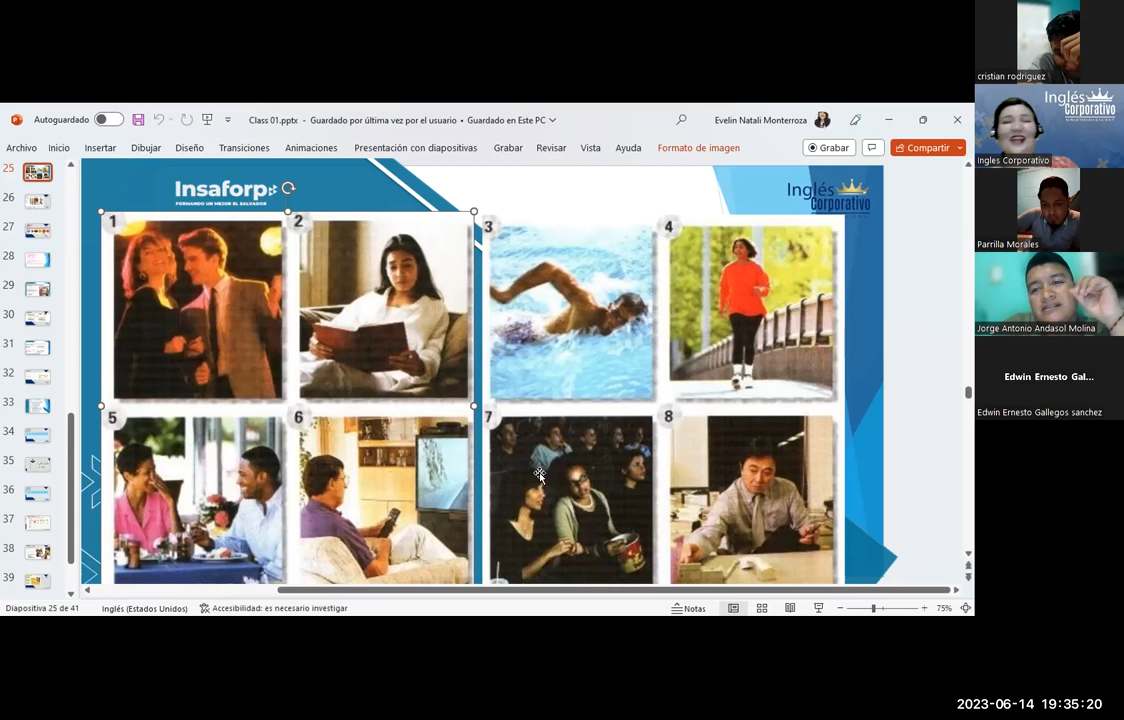 Autoguardado
Class 01.pptx - Guardado por última vez por el usuario • Guardado en Este PC
Evelin Natali Monterroza
Archivo Inicio Insertar Dibujar Diseño Transiciones Animaciones Presentación con diapositivas Grabar Revisar Vista Ayuda Formato de imagen
Grabar
Compartir
25
26
27
28
29
30
31
32
33
34
35
36
37
38
39
Insaforp
FORMANDO UN MEJOR EL SALVADOR
Inglés
Corporativo
1 2 3 4
5 6 7 8
Diapositiva 25 de 41
Inglés (Estados Unidos)
Accesibilidad: es necesario investigar
Notas
75%
cristian rodriguez
Inglés
Corporativo
Ingles Corporativo
Parrilla Morales
Jorge Antonio Andasol Molina
Edwin Ernesto Gal...
Edwin Ernesto Gallegos sanchez
2023-06-14 19:35:20